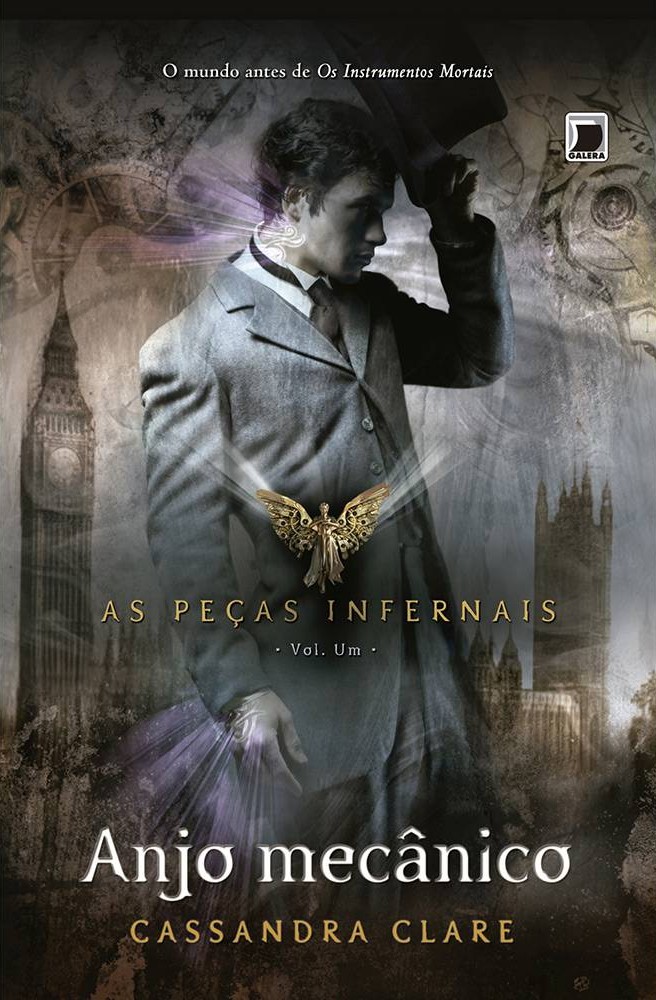 O mundo antes de Os Instrumentos Mortais
GALERA
AS PEÇAS INFERNAIS
· Vol. Um ·
Anjo mecânico
CASSANDRA CLARE